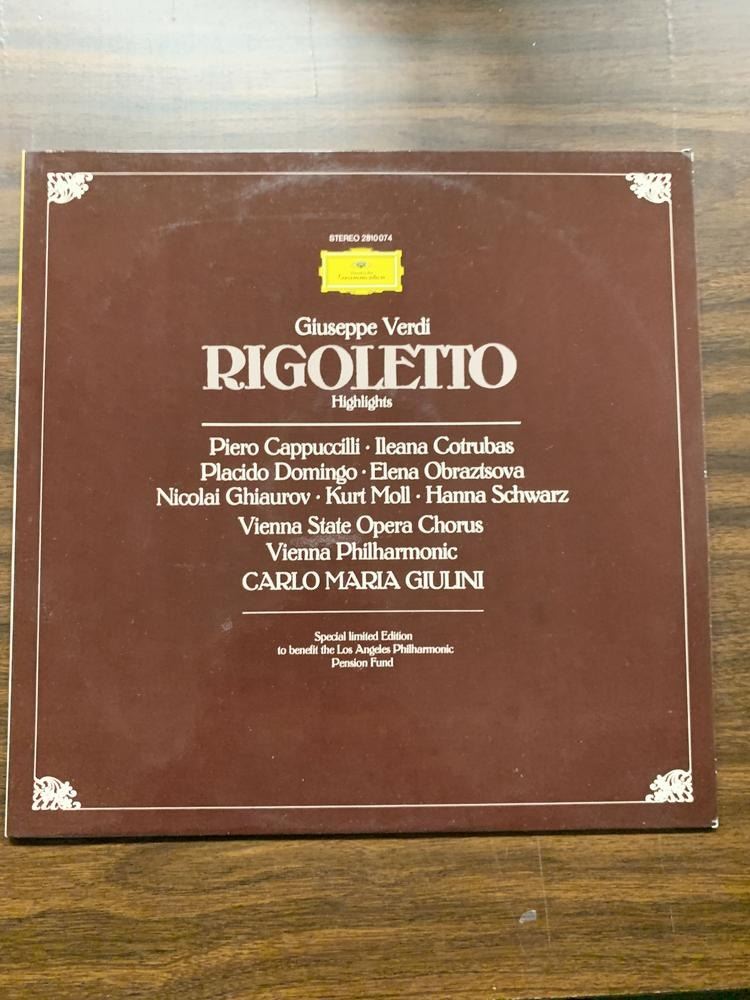 STEREO 2810 074
Deutsche
Grammophon
Giuseppe Verdi
RIGOLETTO
Highlights
Piero Cappuccilli · Ileana Cotrubas
Placido Domingo · Elena Obraztsova
Nicolai Ghiaurov · Kurt Moll · Hanna Schwarz
Vienna State Opera Chorus
Vienna Philharmonic
CARLO MARIA GIULINI
Special limited Edition
to benefit the Los Angeles Philharmonic
Pension Fund